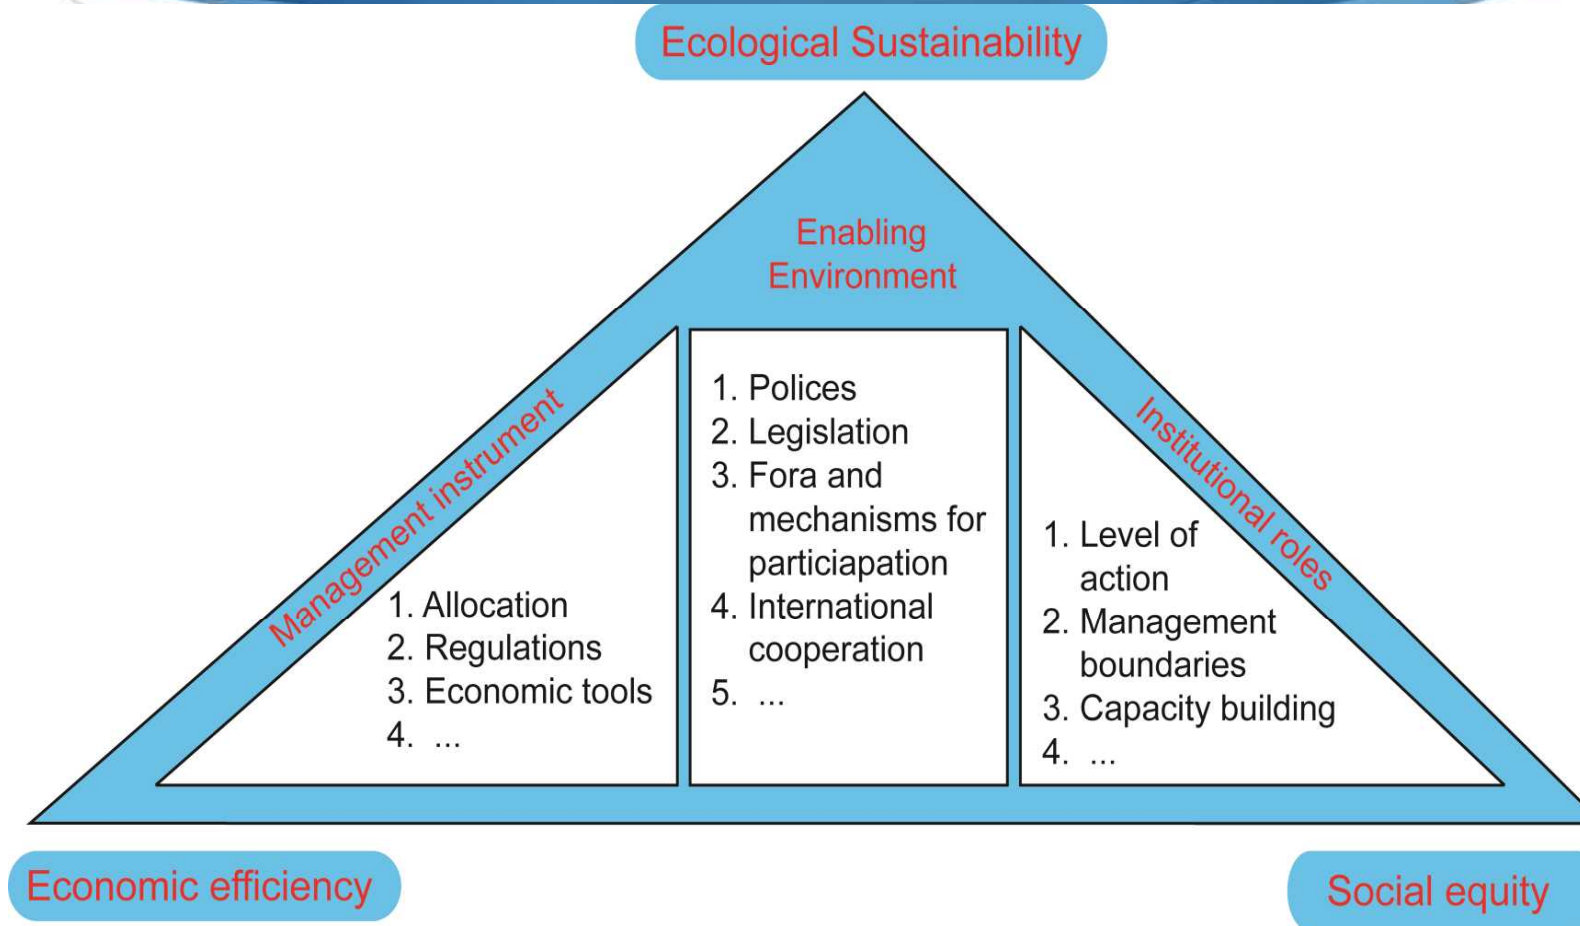 Ecological Sustainability
Enabling
Environment
Management instrument
1. Allocation
2. Regulations
3. Economic tools
4. ...
1. Polices
2. Legislation
3. Fora and
mechanisms for
particiapation
4. International
cooperation
5. ...
Institutional roles
1. Level of
action
2. Management
boundaries
3. Capacity building
4. ...
Economic efficiency
Social equity